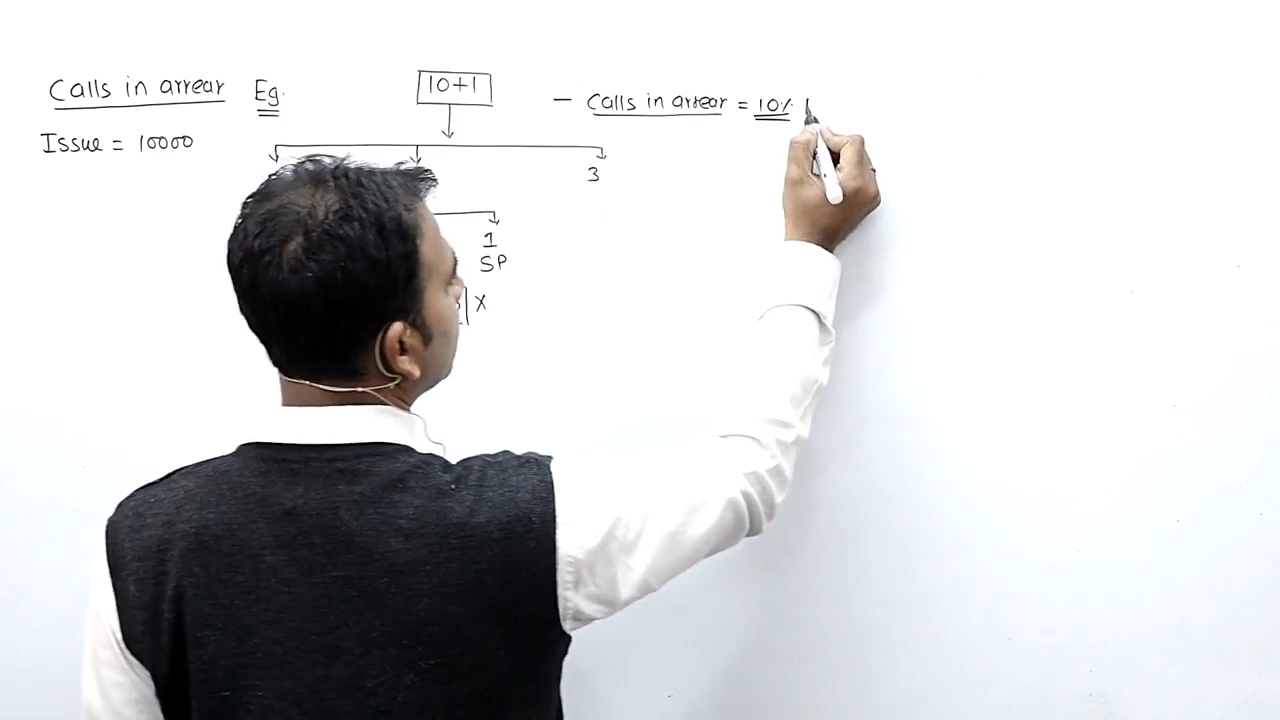 Calls in arrear Eg.
10+1
- Calls in arrear = 10%
Issue = 10000
3
1
SP
X